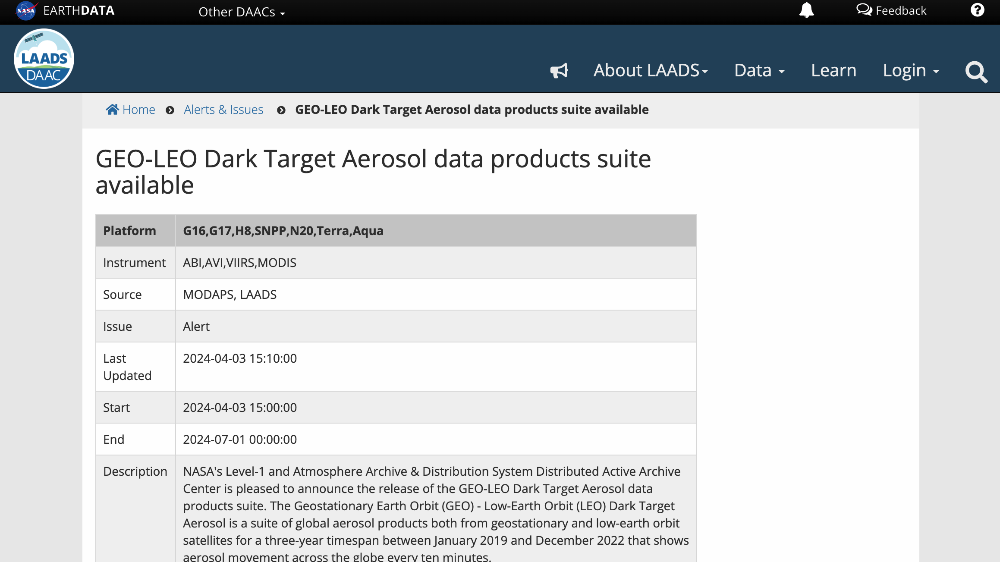 NASA EARTHDATA Other DAACs Feedback
LAADS
DAAC
About LAADS Data Learn Login
Home Alerts & Issues GEO-LEO Dark Target Aerosol data products suite available
GEO-LEO Dark Target Aerosol data products suite
available
Platform G16,G17,H8,SNPP,N20,Terra,Aqua
Instrument ABI,AVI,VIIRS,MODIS
Source MODAPS, LAADS
Issue Alert
Last 2024-04-03 15:10:00
Updated
Start 2024-04-03 15:00:00
End 2024-07-01 00:00:00
Description NASA's Level-1 and Atmosphere Archive & Distribution System Distributed Active Archive
Center is pleased to announce the release of the GEO-LEO Dark Target Aerosol data
products suite. The Geostationary Earth Orbit (GEO) - Low-Earth Orbit (LEO) Dark Target
Aerosol is a suite of global aerosol products both from geostationary and low-earth orbit
satellites for a three-year timespan between January 2019 and December 2022 that shows
aerosol movement across the globe every ten minutes.